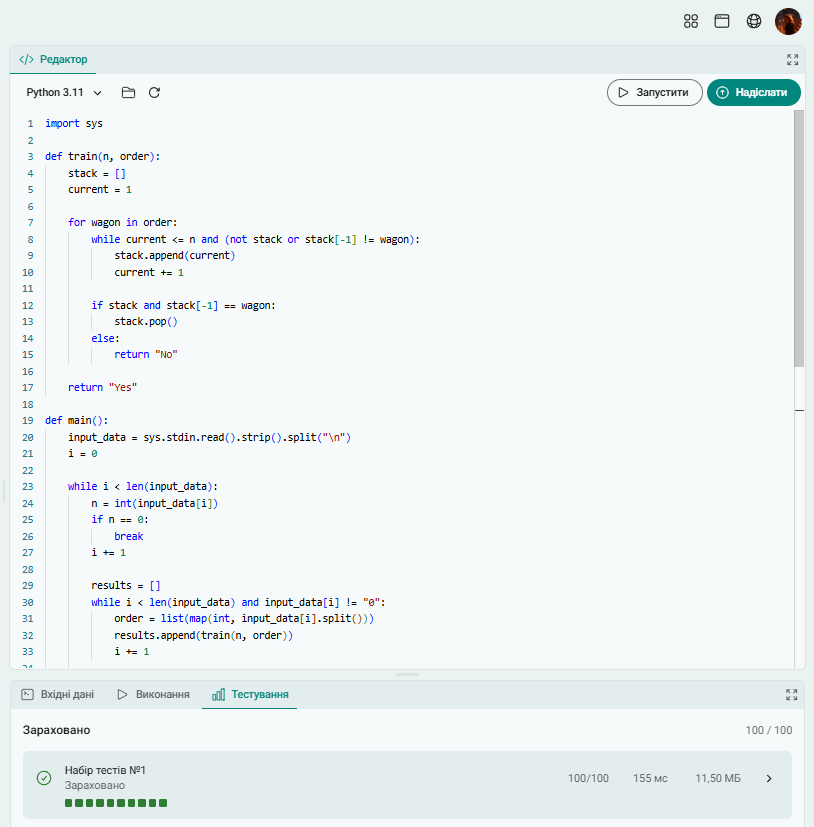 </> Редактор
Python 3.11
Запустити
Надіслати
1 import sys
2
3 def train(n, order):
4     stack = []
5     current = 1
6
7     for wagon in order:
8         while current <= n and (not stack or stack[-1] != wagon):
9             stack.append(current)
10             current += 1
11
12         if stack and stack[-1] == wagon:
13             stack.pop()
14         else:
15             return "No"
16
17     return "Yes"
18
19 def main():
20     input_data = sys.stdin.read().strip().split("\n")
21     i = 0
22
23     while i < len(input_data):
24         n = int(input_data[i])
25         if n == 0:
26             break
27         i += 1
28
29         results = []
30         while i < len(input_data) and input_data[i] != "0":
31             order = list(map(int, input_data[i].split()))
32             results.append(train(n, order))
33             i += 1
Вхідні дані
Виконання
Тестування
Зараховано 100 / 100
Набір тестів №1
Зараховано
100/100 155 мс 11,50 МБ